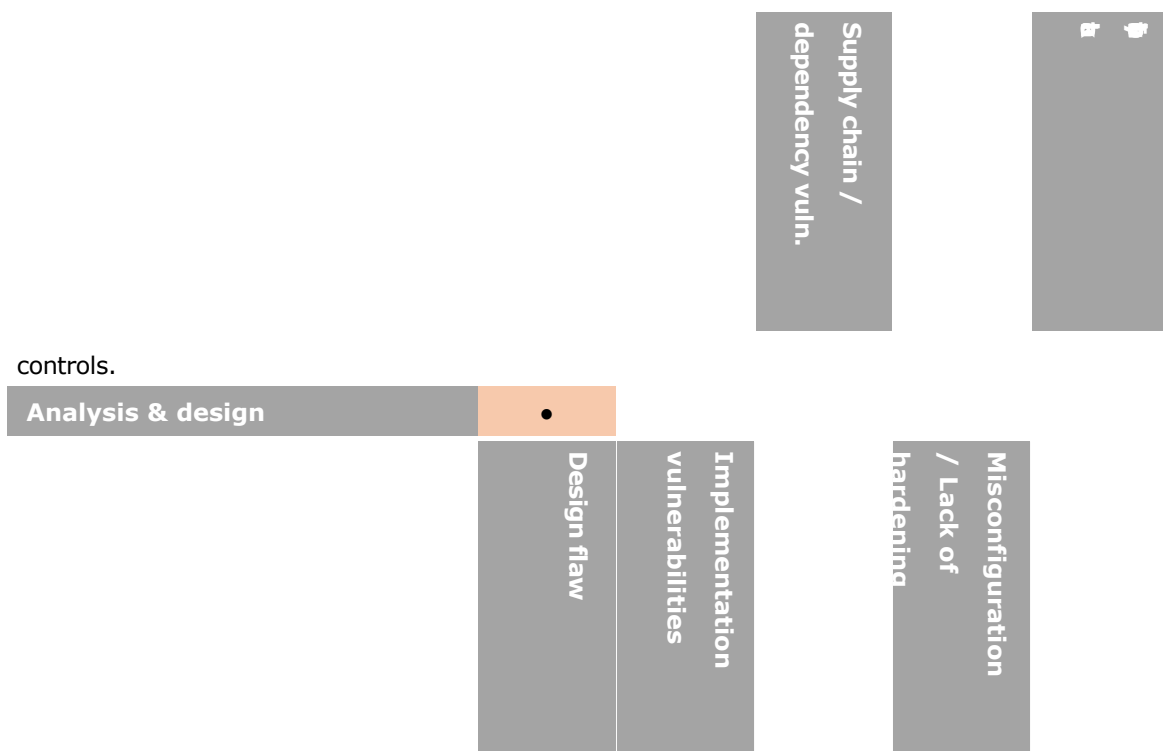 Supply chain /
dependency vuln.
controls.
Analysis & design
•
Design flaw
Implementation
vulnerabilities
Misconfiguration
/ Lack of
hardening